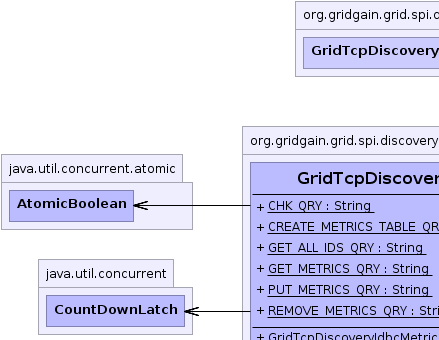 org.gridgain.grid.spi.d
GridTcpDiscovery
org.gridgain.grid.spi.discovery
java.util.concurrent.atomic
AtomicBoolean
GridTcpDiscover
+ CHK_QRY : String
+ CREATE_METRICS_TABLE_QR
+ GET_ALL_IDS_QRY : String
+ GET_METRICS_QRY : String
+ PUT_METRICS_QRY : String
+ REMOVE_METRICS_QRY : Stri
java.util.concurrent
CountDownLatch
+ GridTcpDiscoveryJdbcMetric